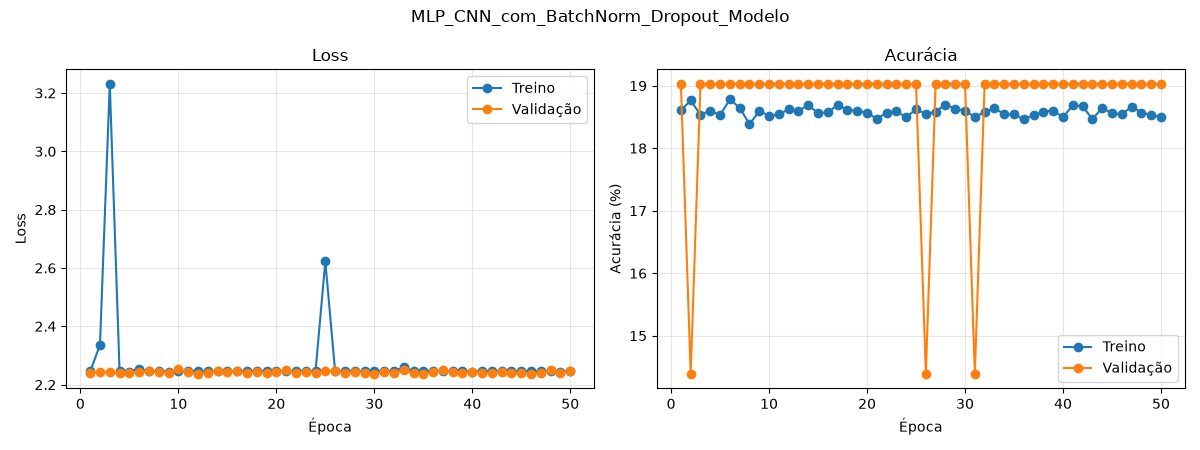 MLP_CNN_com_BatchNorm_Dropout_Modelo
Loss
Treino
Validação
3.2
3.0
2.8
2.6
2.4
2.2
Loss
0
10
20
30
40
50
Época
Acurácia
19
18
17
16
15
Acurácia (%)
Treino
Validação
0
10
20
30
40
50
Época